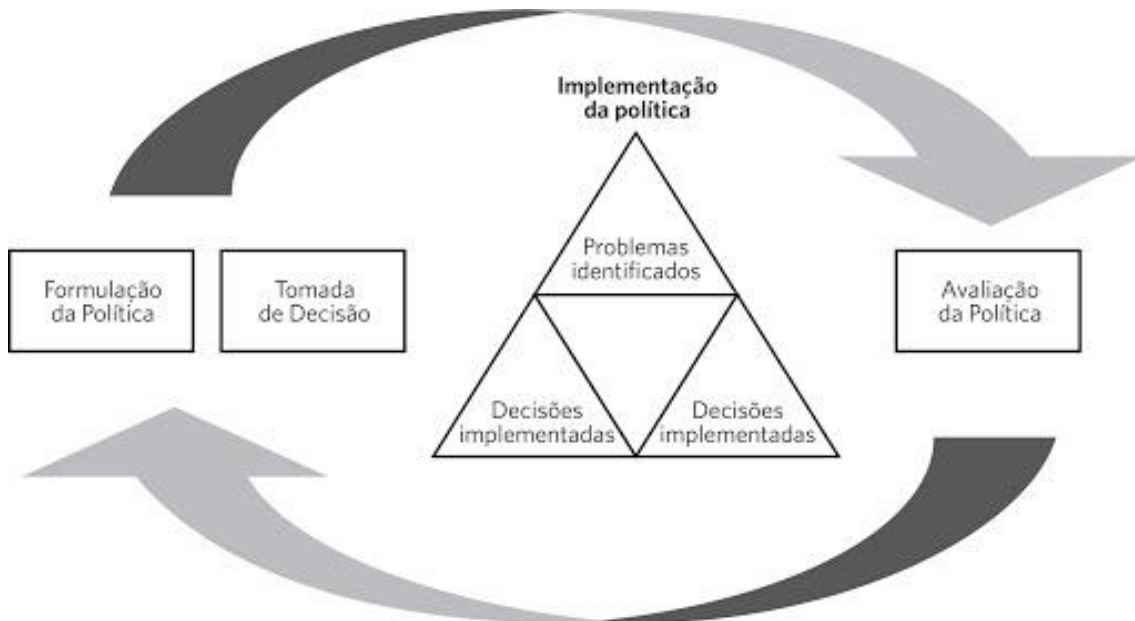 Implementação
da política
Problemas
identificados
Formulação
da Política
Tomada
de Decisão
Avaliação
da Política
Decisões
implementadas
Decisões
implementadas